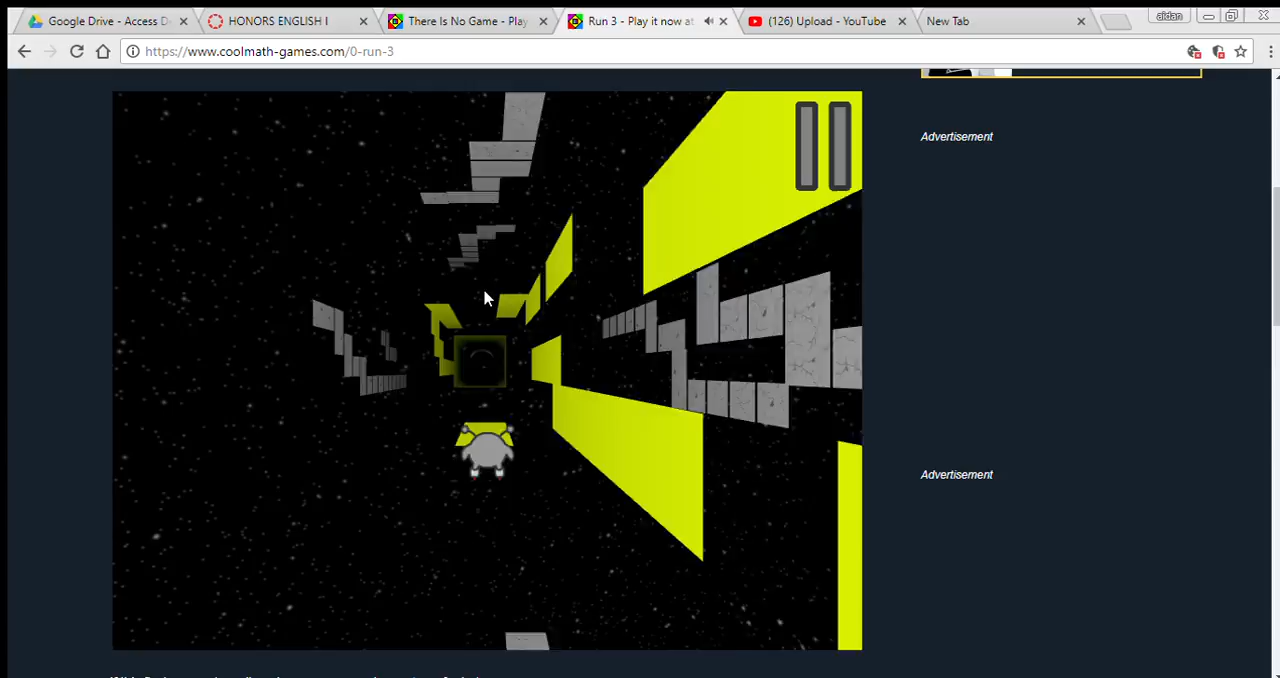 Google Drive - Access D
HONORS ENGLISH I
There Is No Game - Play
Run 3 - Play it now at
(126) Upload - YouTube
New Tab
aidan
https://www.coolmath-games.com/0-run-3
Advertisement
Advertisement